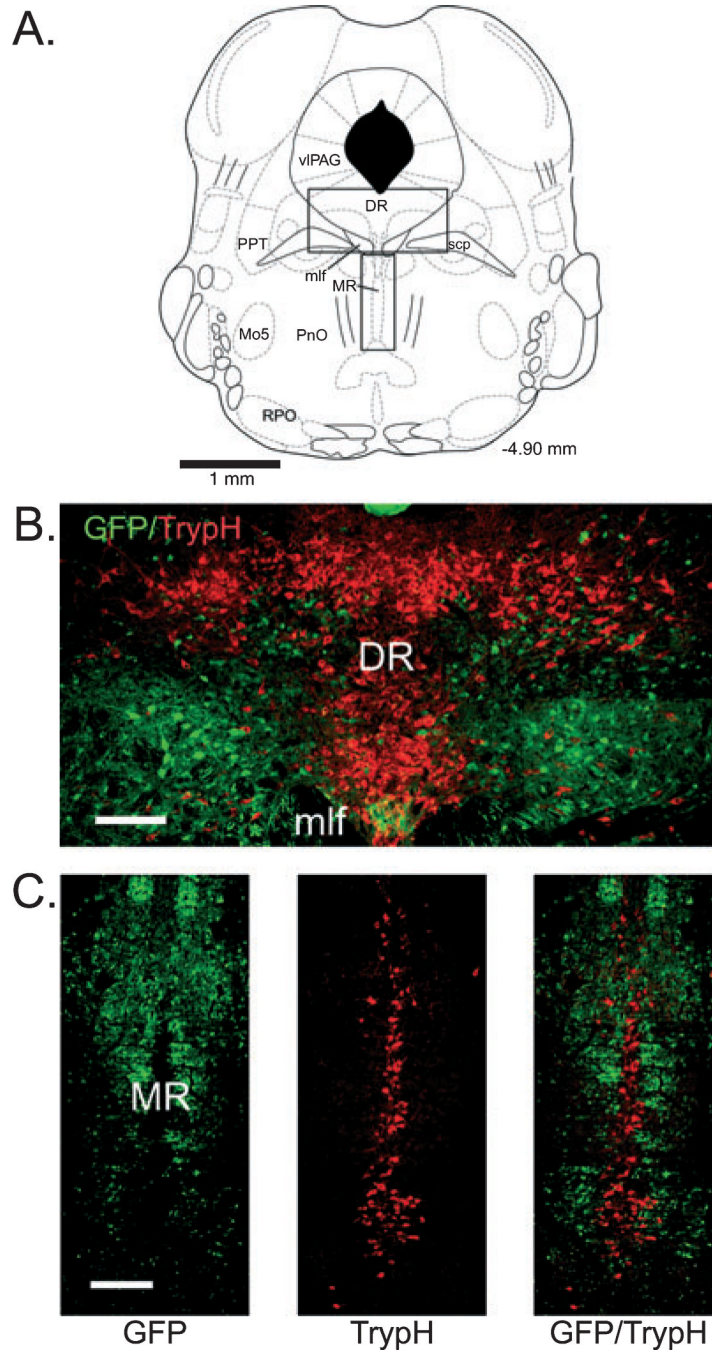 A.
vlPAG
DR
PPT
scp
mlf
MR
Mo5
PnO
RPO
-4.90 mm
1 mm
B.
GFP/TrypH
DR
mlf
C.
MR
GFP
TrypH
GFP/TrypH